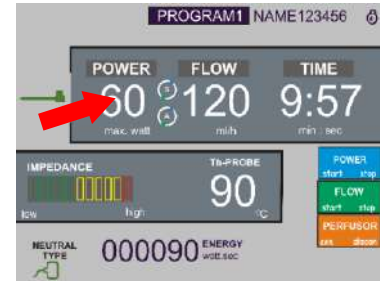 PROGRAM1 NAME123456
POWER FLOW TIME
60 S 120 9:57
A
max. watt ml/h min : sec
IMPEDANCE Th-PROBE POWER
start stop
90 FLOW
low high °C start stop
PERFUSOR
NEUTRAL TYPE 000090 ENERGY
watt.sec